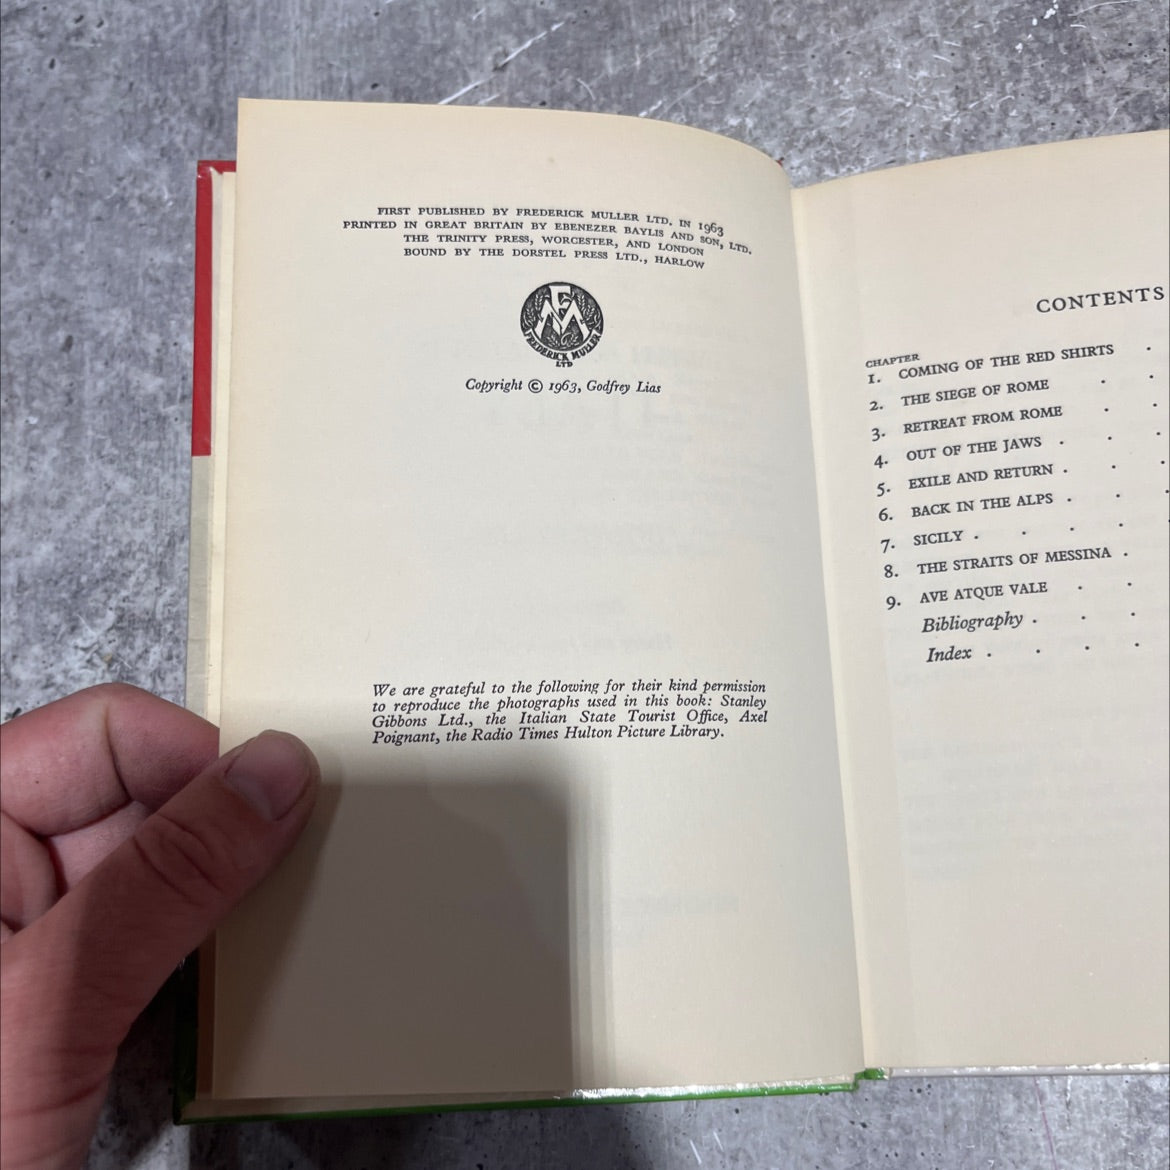 FIRST PUBLISHED BY FREDERICK MULLER LTD. IN 1963
PRINTED IN GREAT BRITAIN BY EBENEZER BAYLIS AND SON, LTD.
THE TRINITY PRESS, WORCESTER, AND LONDON
BOUND BY THE DORSTEL PRESS LTD., HARLOW
FM
FREDERICK MULLER
LTD
Copyright © 1963, Godfrey Lias
We are grateful to the following for their kind permission
to reproduce the photographs used in this book: Stanley
Gibbons Ltd., the Italian State Tourist Office, Axel
Poignant, the Radio Times Hulton Picture Library.
CONTENTS
CHAPTER
1. COMING OF THE RED SHIRTS .
2. THE SIEGE OF ROME . .
3. RETREAT FROM ROME . .
4. OUT OF THE JAWS . . .
5. EXILE AND RETURN . . .
6. BACK IN THE ALPS . . .
7. SICILY . . . .
8. THE STRAITS OF MESSINA .
9. AVE ATQUE VALE . .
Bibliography . . .
Index . . . .